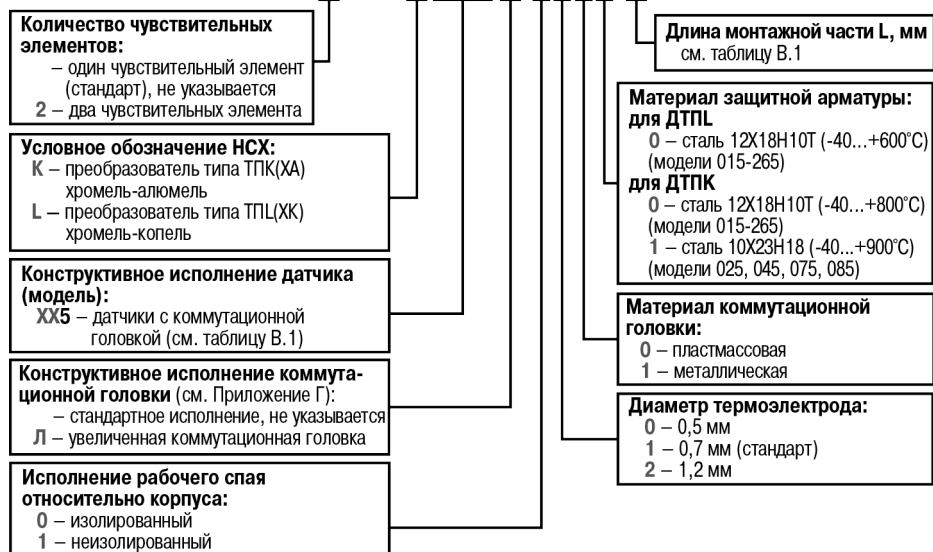 Количество чувствительных
элементов:
– один чувствительный элемент
(стандарт), не указывается
2 – два чувствительных элемента
Условное обозначение НСХ:
K – преобразователь типа ТПК(ХА)
хромель-алюмель
L – преобразователь типа ТПL(ХК)
хромель-копель
Конструктивное исполнение датчика
(модель):
XX5 – датчики с коммутационной
головкой (см. таблицу В.1)
Конструктивное исполнение коммута-
ционной головки (см. Приложение Г):
– стандартное исполнение, не указывается
Л – увеличенная коммутационная головка
Исполнение рабочего спая
относительно корпуса:
0 – изолированный
1 – неизолированный
Длина монтажной части L, мм
см. таблицу В.1
Материал защитной арматуры:
для ДТПL
0 – сталь 12Х18Н10Т (-40...+600˚С)
(модели 015-265)
для ДТПК
0 – сталь 12Х18Н10Т (-40...+800˚С)
(модели 015-265)
1 – сталь 10Х23Н18 (-40...+900˚С)
(модели 025, 045, 075, 085)
Материал коммутационной
головки:
0 – пластмассовая
1 – металлическая
Диаметр термоэлектрода:
0 – 0,5 мм
1 – 0,7 мм (стандарт)
2 – 1,2 мм